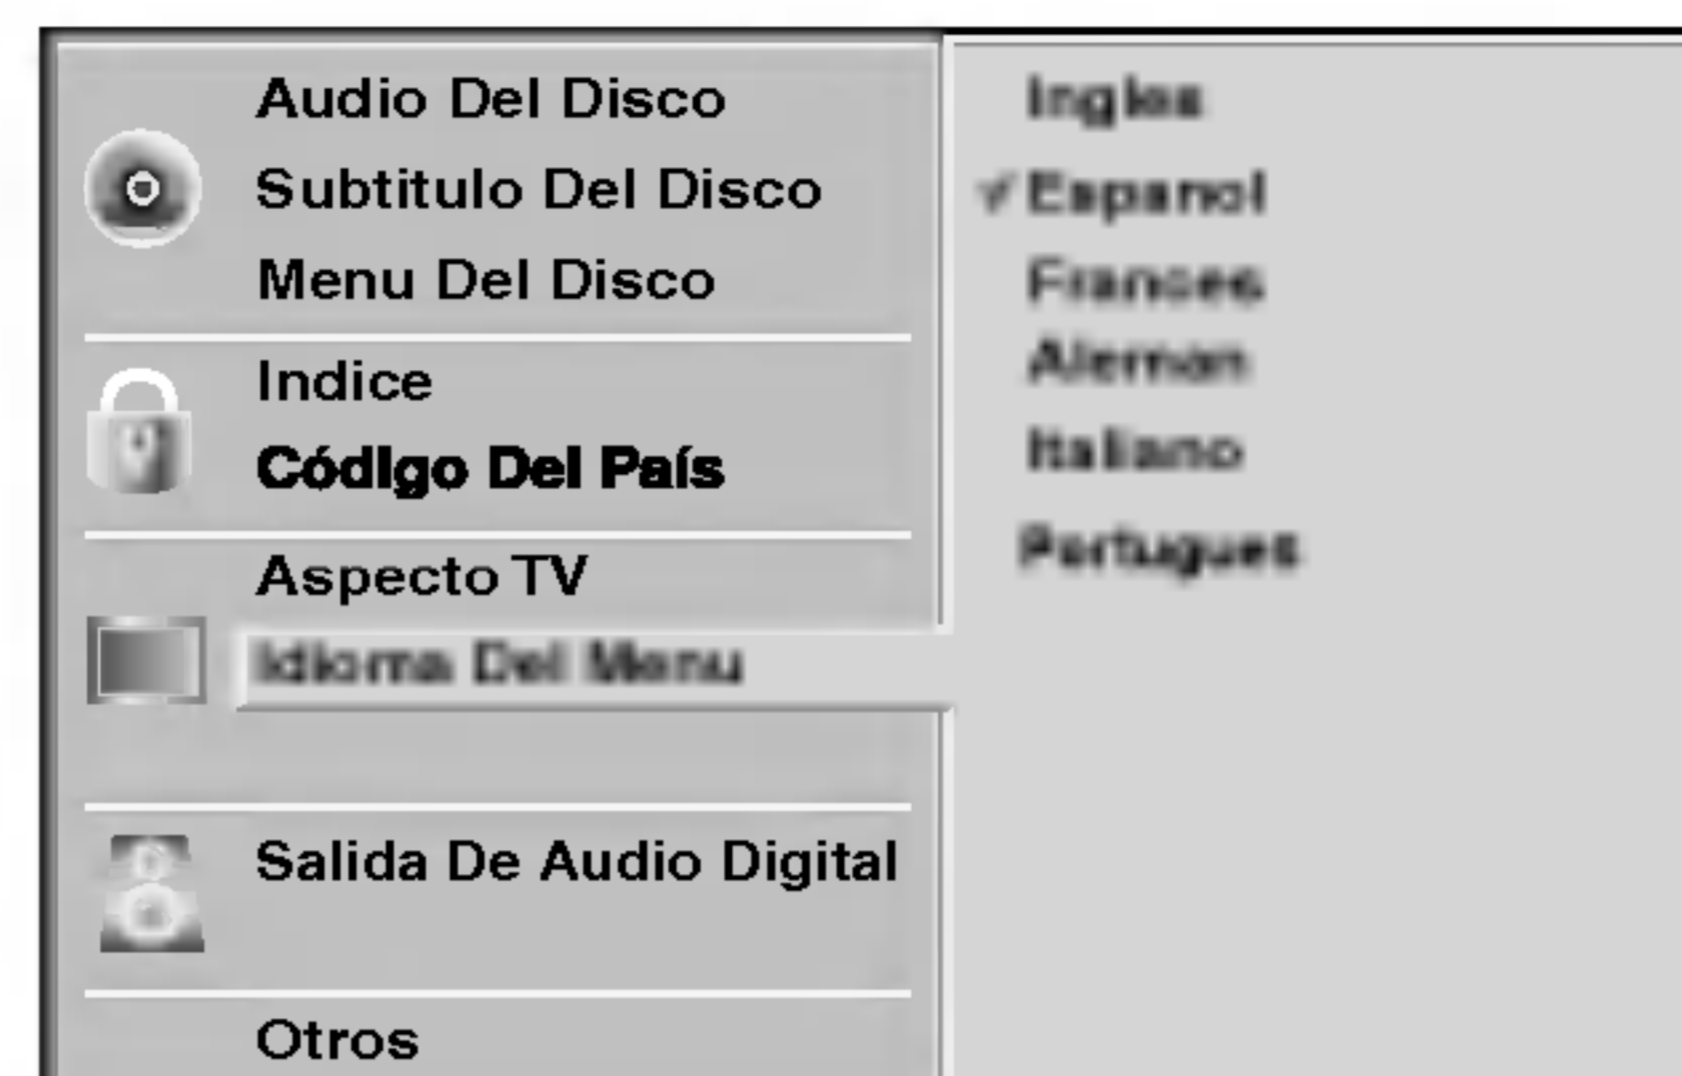 Audio Del Disco
Subtitulo Del Disco
Menu Del Disco
Indice
Código Del País
Aspecto TV
Idioma Del Menu
Salida De Audio Digital
Otros
Ingles
√ Espanol
Frances
Aleman
Italiano
Portugues